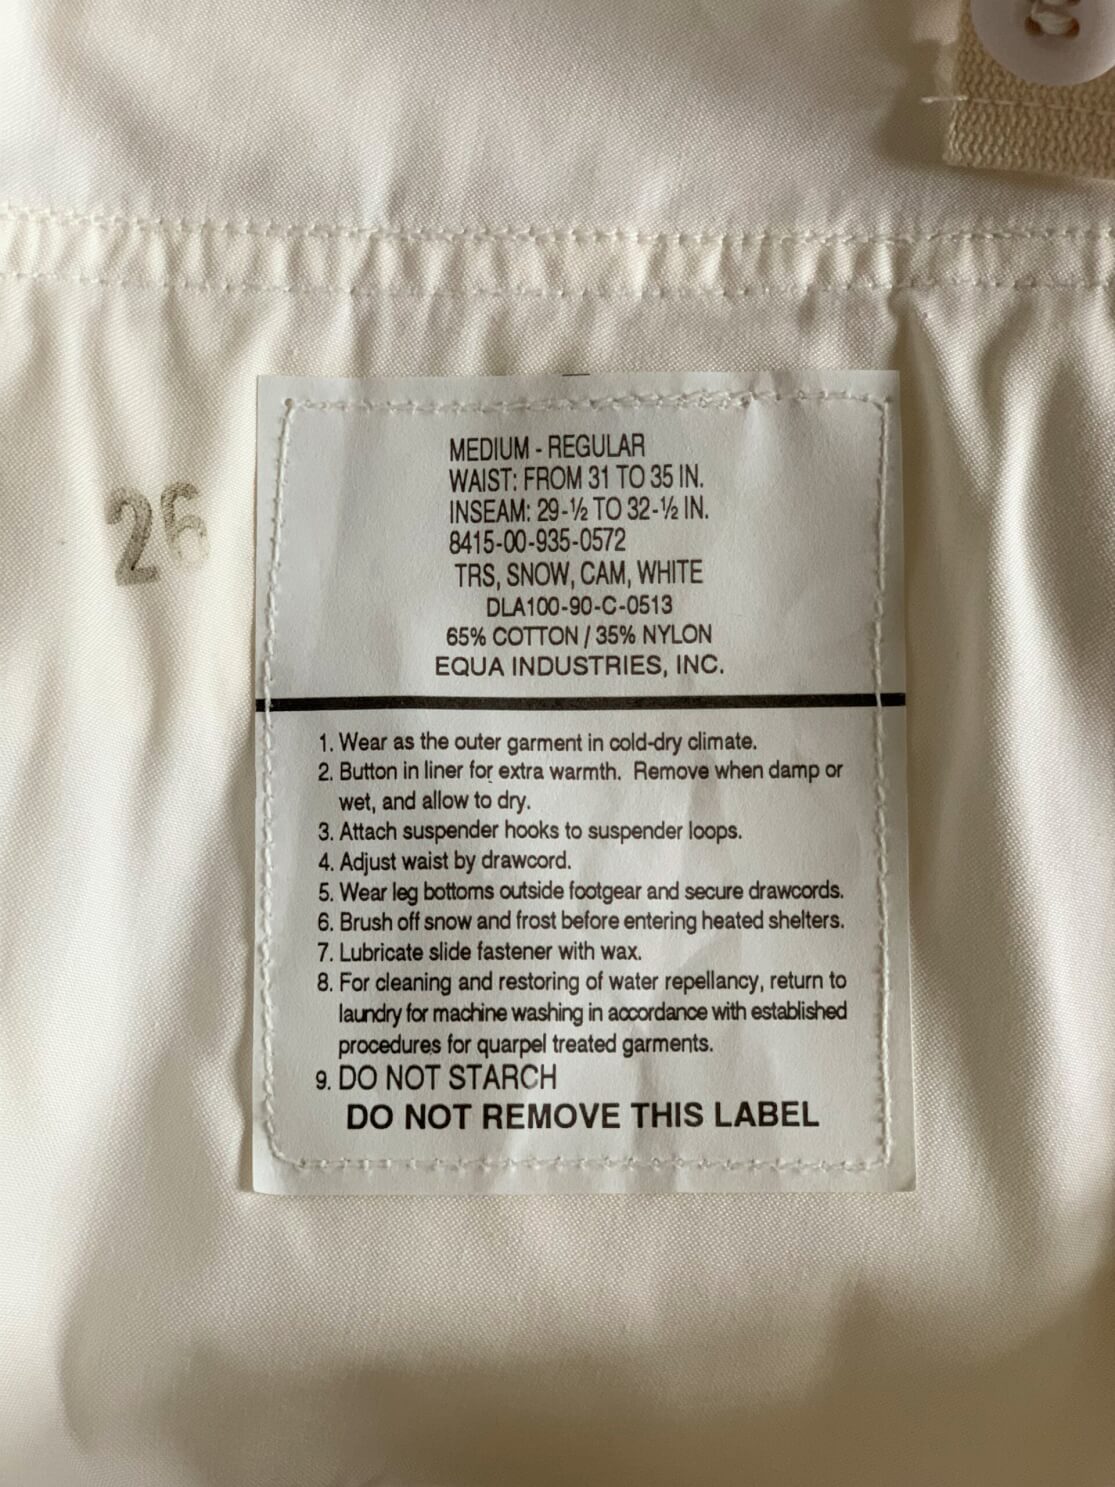 26
MEDIUM - REGULAR
WAIST: FROM 31 TO 35 IN.
INSEAM: 29-½ TO 32-½ IN.
8415-00-935-0572
TRS, SNOW, CAM, WHITE
DLA100-90-C-0513
65% COTTON / 35% NYLON
EQUA INDUSTRIES, INC.
1. Wear as the outer garment in cold-dry climate.
2. Button in liner for extra warmth. Remove when damp or
wet, and allow to dry.
3. Attach suspender hooks to suspender loops.
4. Adjust waist by drawcord.
5. Wear leg bottoms outside footgear and secure drawcords.
6. Brush off snow and frost before entering heated shelters.
7. Lubricate slide fastener with wax.
8. For cleaning and restoring of water repellancy, return to
laundry for machine washing in accordance with established
procedures for quarpel treated garments.
9. DO NOT STARCH
DO NOT REMOVE THIS LABEL